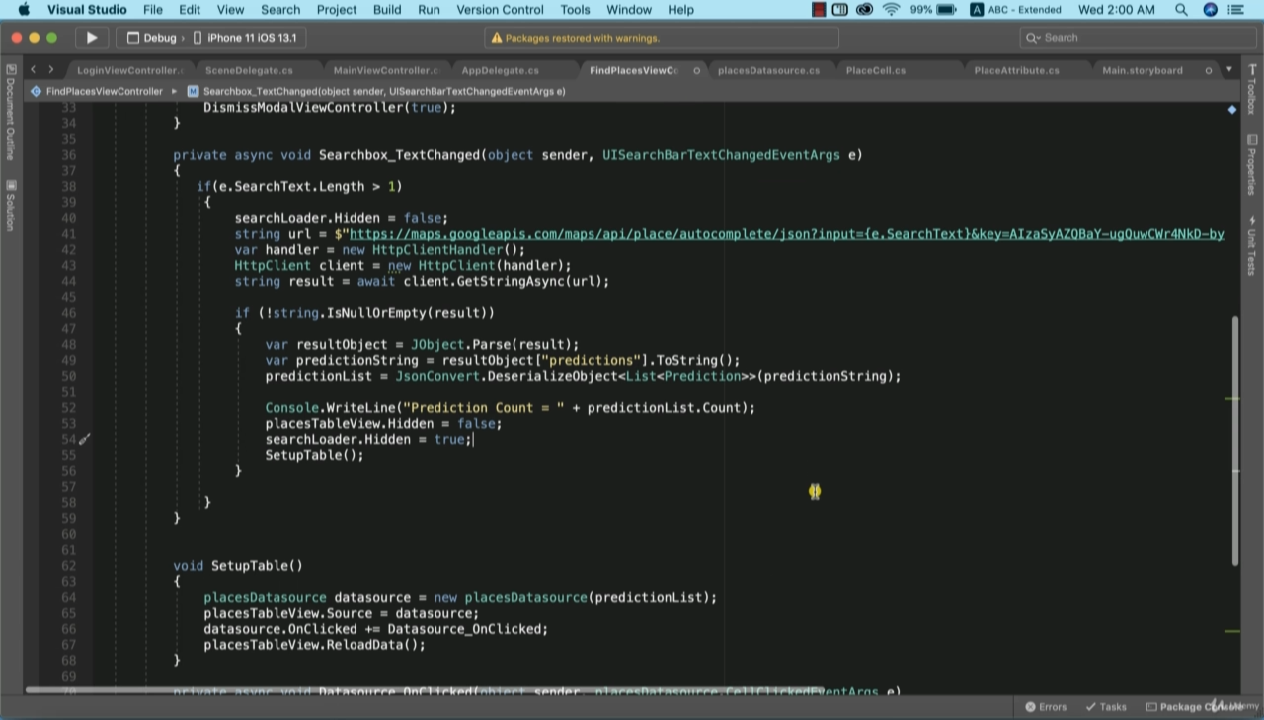 Visual Studio File Edit View Search Project Build Run Version Control Tools Window Help 99% A ABC - Extended Wed 2:00 AM
Debug › iPhone 11 iOS 13.1 Packages restored with warnings. Search
LoginViewController.c SceneDelegate.cs MainViewController.c AppDelegate.cs FindPlacesViewC placesDatasource.cs PlaceCell.cs PlaceAttribute.cs Main.storyboard
FindPlacesViewController ▸ M Searchbox_TextChanged(object sender, UISearchBarTextChangedEventArgs e)
Document Outline
Solution
33 DismissModalViewController(true);
34 }
35
36 private async void Searchbox_TextChanged(object sender, UISearchBarTextChangedEventArgs e)
37 {
38 if(e.SearchText.Length > 1)
39 {
40 searchLoader.Hidden = false;
41 string url = $"https://maps.googleapis.com/maps/api/place/autocomplete/json?input={e.SearchText}&key=AIzaSyAZQBaY-ugQuwCWr4NkD-by
42 var handler = new HttpClientHandler();
43 HttpClient client = new HttpClient(handler);
44 string result = await client.GetStringAsync(url);
45
46 if (!string.IsNullOrEmpty(result))
47 {
48 var resultObject = JObject.Parse(result);
49 var predictionString = resultObject["predictions"].ToString();
50 predictionList = JsonConvert.DeserializeObject<List<Prediction>>(predictionString);
51
52 Console.WriteLine("Prediction Count = " + predictionList.Count);
53 placesTableView.Hidden = false;
54 searchLoader.Hidden = true;
55 SetupTable();
56 }
57
58 }
59 }
60
61
62 void SetupTable()
63 {
64 placesDatasource datasource = new placesDatasource(predictionList);
65 placesTableView.Source = datasource;
66 datasource.OnClicked += Datasource_OnClicked;
67 placesTableView.ReloadData();
68 }
69
70 private async void Datasource_OnClicked(object sender, placesDatasource.CellClickedEventArgs e)
Toolbox
Properties
Unit Tests
Errors Tasks Package